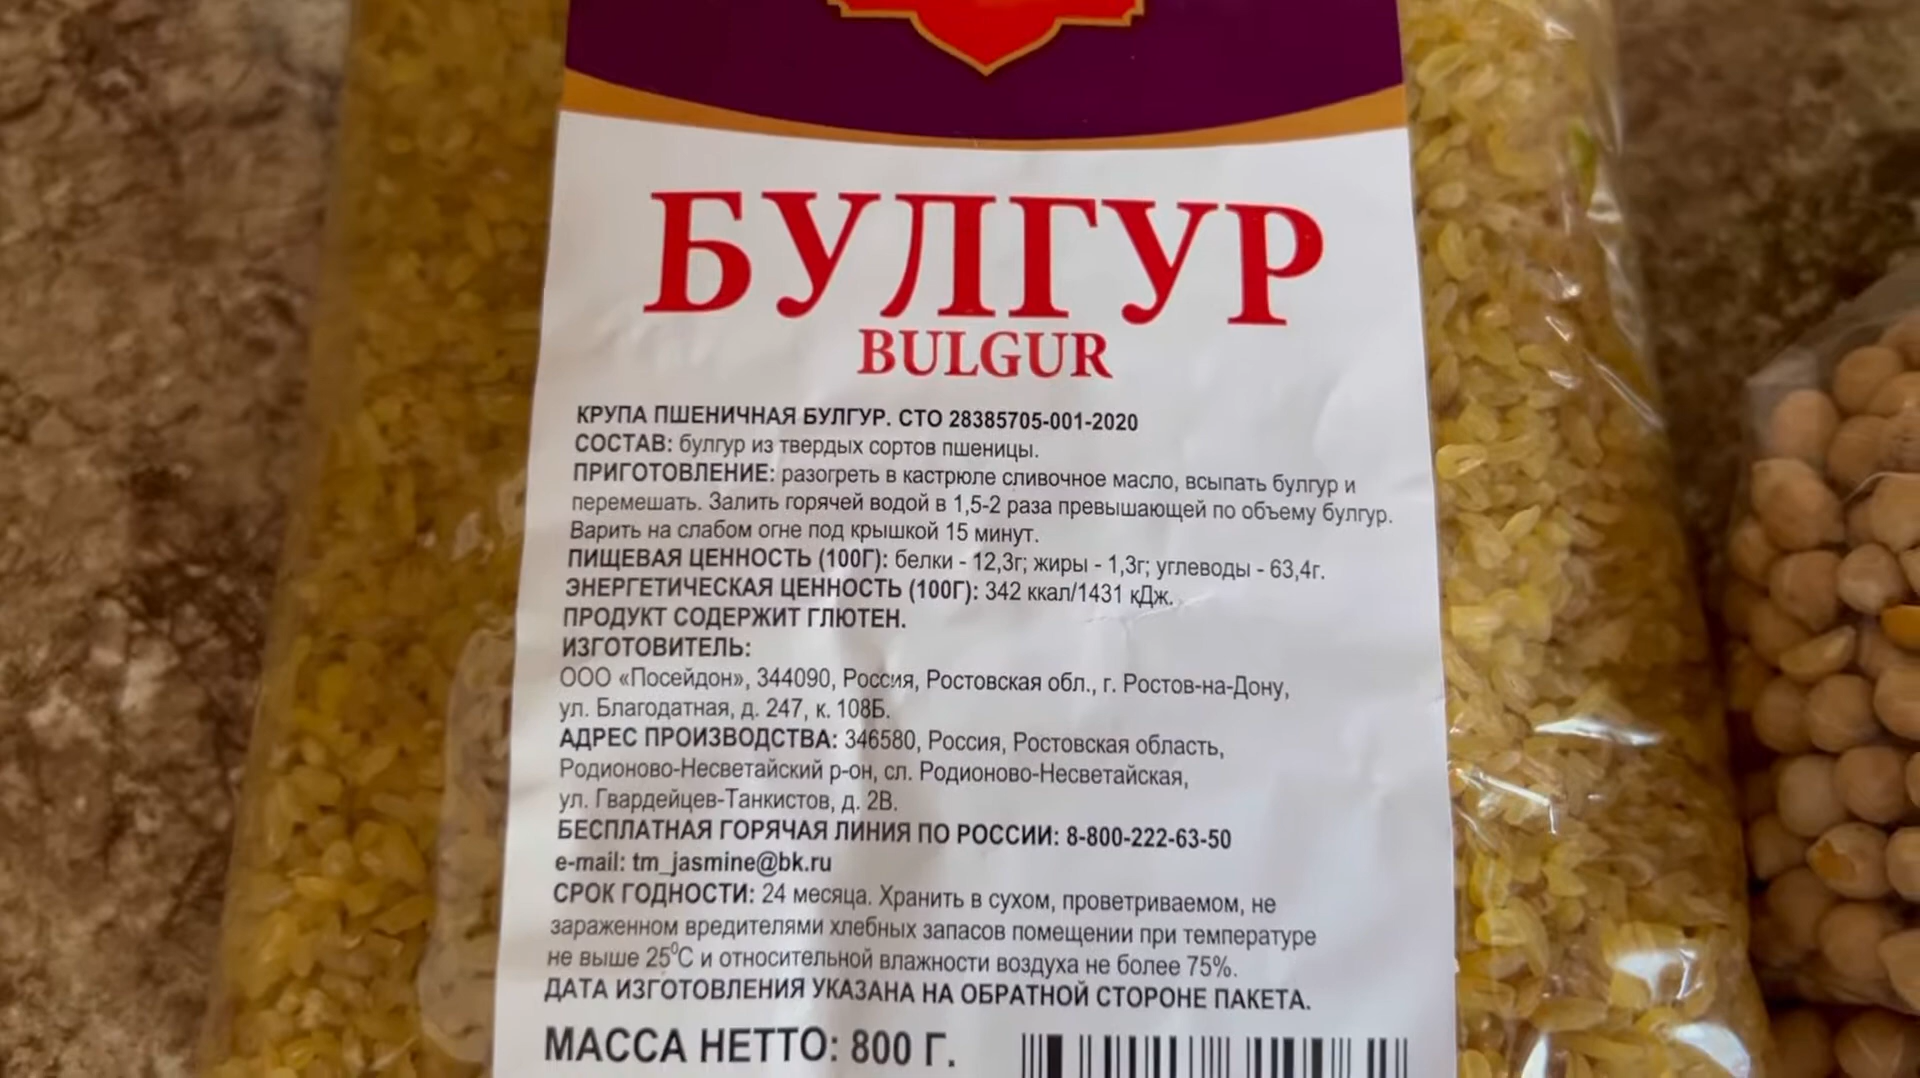 БУЛГУР
BULGUR
КРУПА ПШЕНИЧНАЯ БУЛГУР. СТО 28385705-001-2020
СОСТАВ: булгур из твердых сортов пшеницы.
ПРИГОТОВЛЕНИЕ: разогреть в кастрюле сливочное масло, всыпать булгур и
перемешать. Залить горячей водой в 1,5-2 раза превышающей по объему булгур.
Варить на слабом огне под крышкой 15 минут.
ПИЩЕВАЯ ЦЕННОСТЬ (100Г): белки - 12,3г; жиры - 1,3г; углеводы - 63,4г.
ЭНЕРГЕТИЧЕСКАЯ ЦЕННОСТЬ (100Г): 342 ккал/1431 кДж.
ПРОДУКТ СОДЕРЖИТ ГЛЮТЕН.
ИЗГОТОВИТЕЛЬ:
ООО «Посейдон», 344090, Россия, Ростовская обл., г. Ростов-на-Дону,
ул. Благодатная, д. 247, к. 108Б.
АДРЕС ПРОИЗВОДСТВА: 346580, Россия, Ростовская область,
Родионово-Несветайский р-он, сл. Родионово-Несветайская,
ул. Гвардейцев-Танкистов, д. 2В.
БЕСПЛАТНАЯ ГОРЯЧАЯ ЛИНИЯ ПО РОССИИ: 8-800-222-63-50
e-mail: tm_jasmine@bk.ru
СРОК ГОДНОСТИ: 24 месяца. Хранить в сухом, проветриваемом, не
зараженном вредителями хлебных запасов помещении при температуре
не выше 25⁰С и относительной влажности воздуха не более 75%.
ДАТА ИЗГОТОВЛЕНИЯ УКАЗАНА НА ОБРАТНОЙ СТОРОНЕ ПАКЕТА.
МАССА НЕТТО: 800 Г.